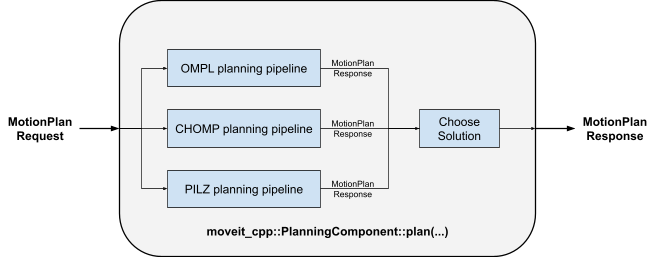 OMPL planning pipeline
MotionPlan
Response
MotionPlan
Request
CHOMP planning pipeline
MotionPlan
Response
Choose
Solution
MotionPlan
Response
PILZ planning pipeline
MotionPlan
Response
moveit_cpp::PlanningComponent::plan(...)